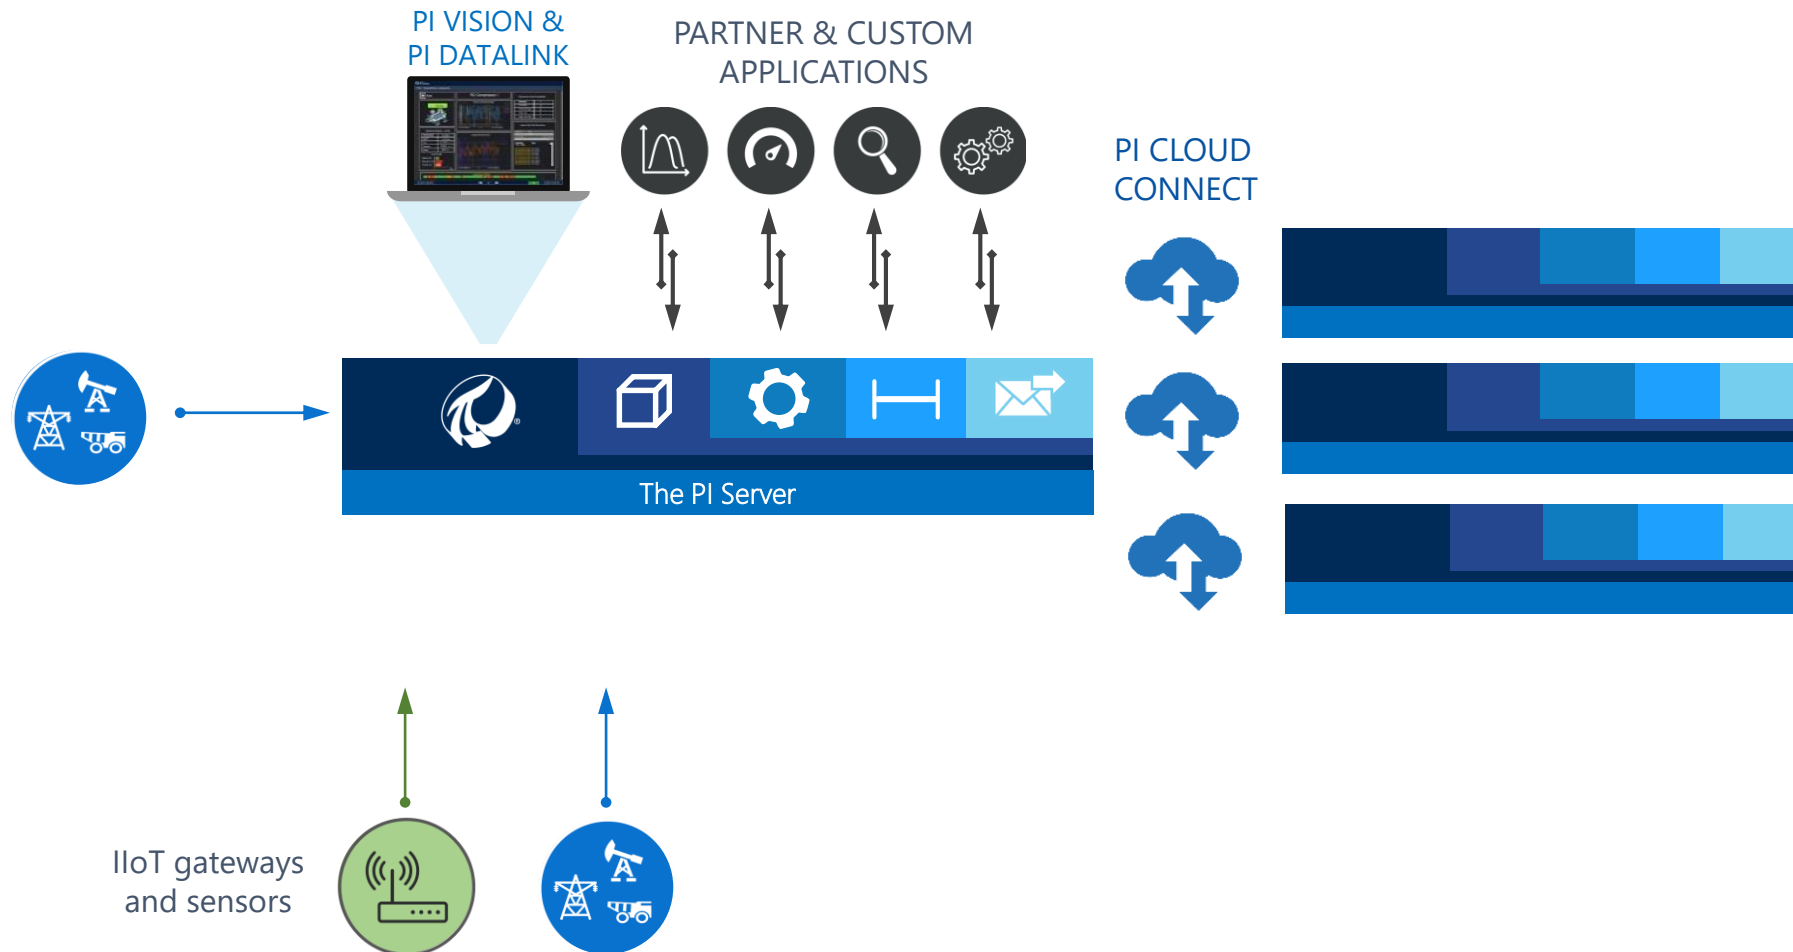 PI VISION &
PI DATALINK
PARTNER & CUSTOM
APPLICATIONS
PI CLOUD
CONNECT
The PI Server
IIoT gateways
and sensors